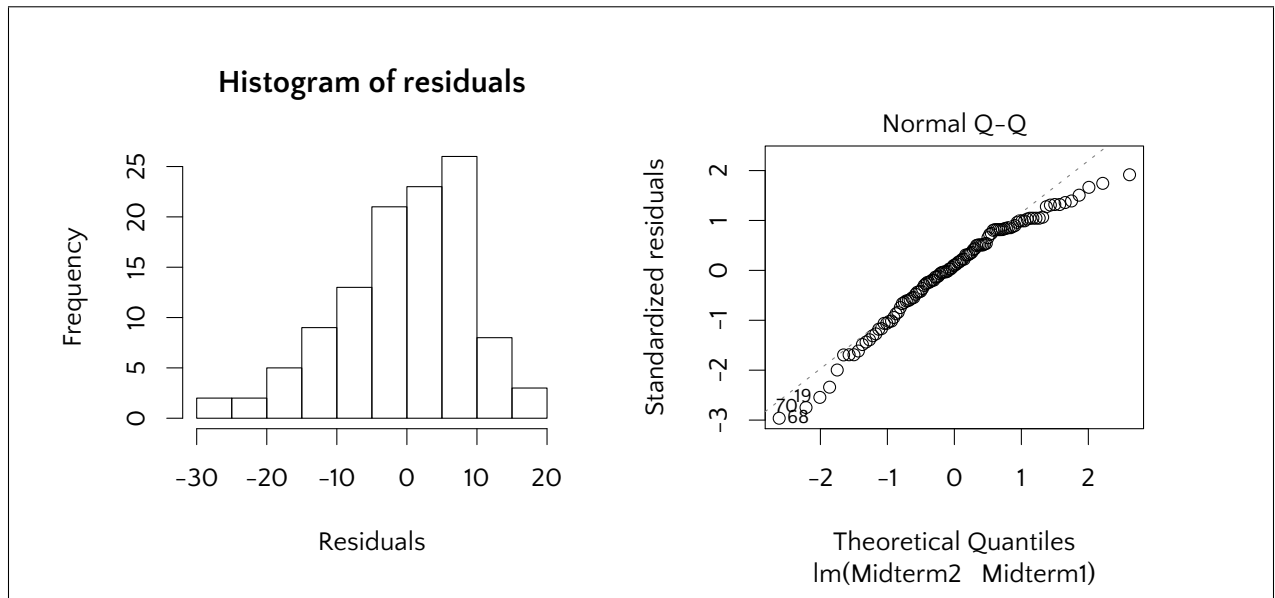 Histogram of residuals
Frequency
25
20
15
10
5
0
-30 -20 -10 0 10 20
Residuals
Normal Q-Q
Standardized residuals
2
1
0
-1
-2
-3
19
70
68
-2 -1 0 1 2
Theoretical Quantiles
lm(Midterm2 Midterm1)